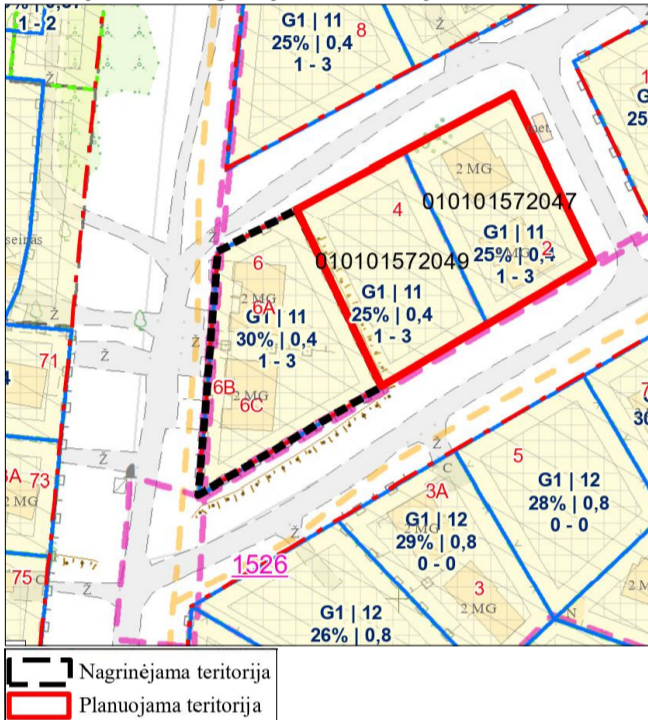 1 - 2
G1 | 11
25% | 0,4
1 - 3
8
Ž
2 MG
4
010101572047
G1 | 11
25% | 0,4
1 - 3
2
010101572049
G1 | 11
25% | 0,4
1 - 3
6
2 MG
6A
G1 | 11
30% | 0,4
1 - 3
6B
2 MG
6C
Ž
Ž
Ž
71
Ž
73
2 MG
75
C
Ž
Ž
1526
Ž
C
3A
G1 | 12
29% | 0,8
0 - 0
5
G1 | 12
28% | 0,8
0 - 0
3
2 MG
N
G1 | 12
26% | 0,8
Nagrinėjama teritorija
Planuojama teritorija